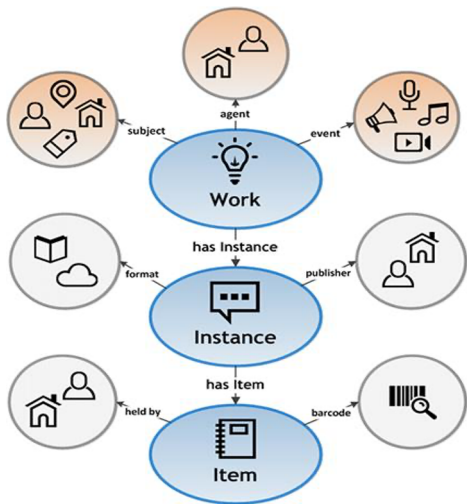 agent
subject
event
Work
has Instance
format
publisher
Instance
has Item
held by
barcode
Item